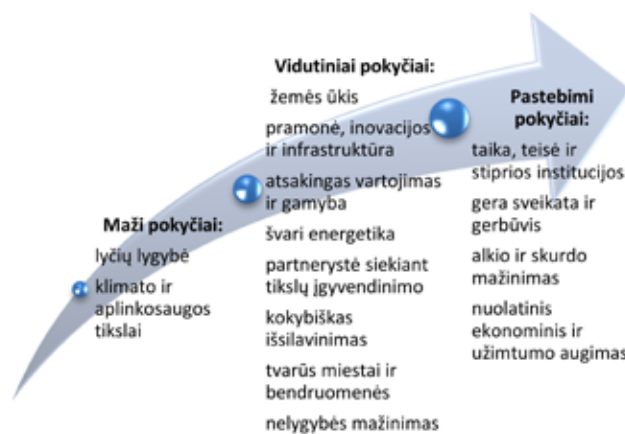 Maži pokyčiai:
lyčių lygybė
klimato ir
aplinkosaugos
tikslai
Vidutiniai pokyčiai:
žemės ūkis
pramonė, inovacijos
ir infrastruktūra
atsakingas vartojimas
ir gamyba
švari energetika
partnerystė siekiant
tikslų įgyvendinimo
kokybiškas
išsilavinimas
tvarūs miestai ir
bendruomenės
nelygybės mažinimas
Pastebimi
pokyčiai:
taika, teisė ir
stiprios institucijos
gera sveikata ir
gerbūvis
alkio ir skurdo
mažinimas
nuolatinis
ekonominis ir
užimtumo augimas